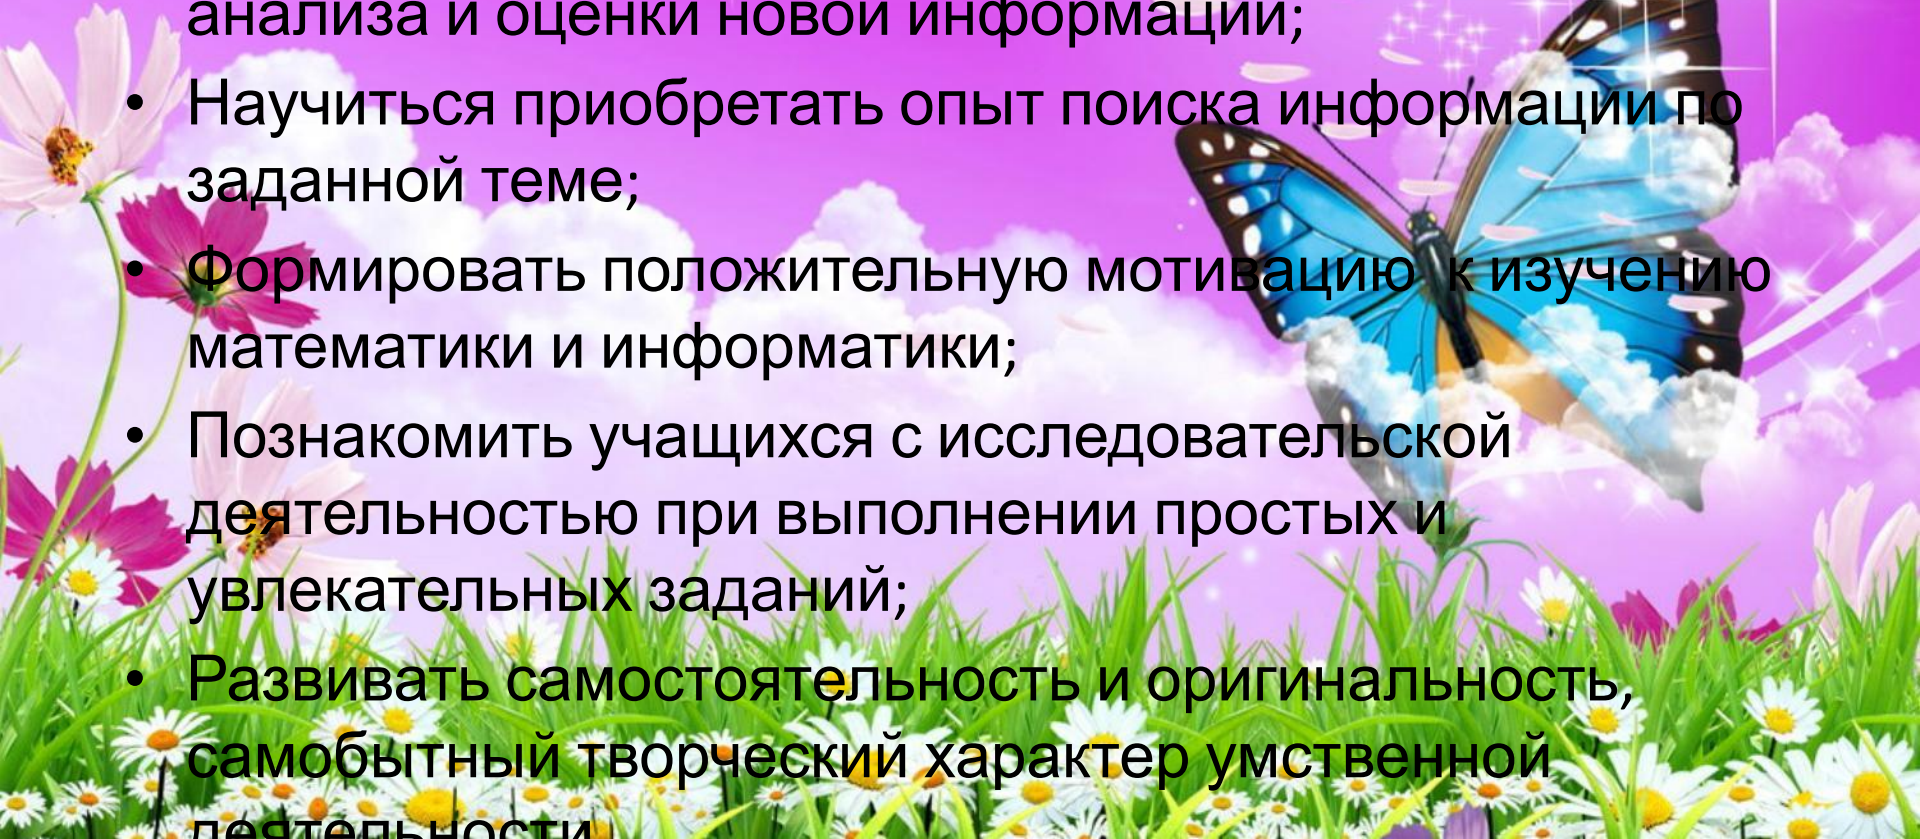 анализа и оценки новой информации;
• Научиться приобретать опыт поиска информации по
заданной теме;
• Формировать положительную мотивацию к изучению
математики и информатики;
• Познакомить учащихся с исследовательской
деятельностью при выполнении простых и
увлекательных заданий;
• Развивать самостоятельность и оригинальность,
самобытный творческий характер умственной
деятельности